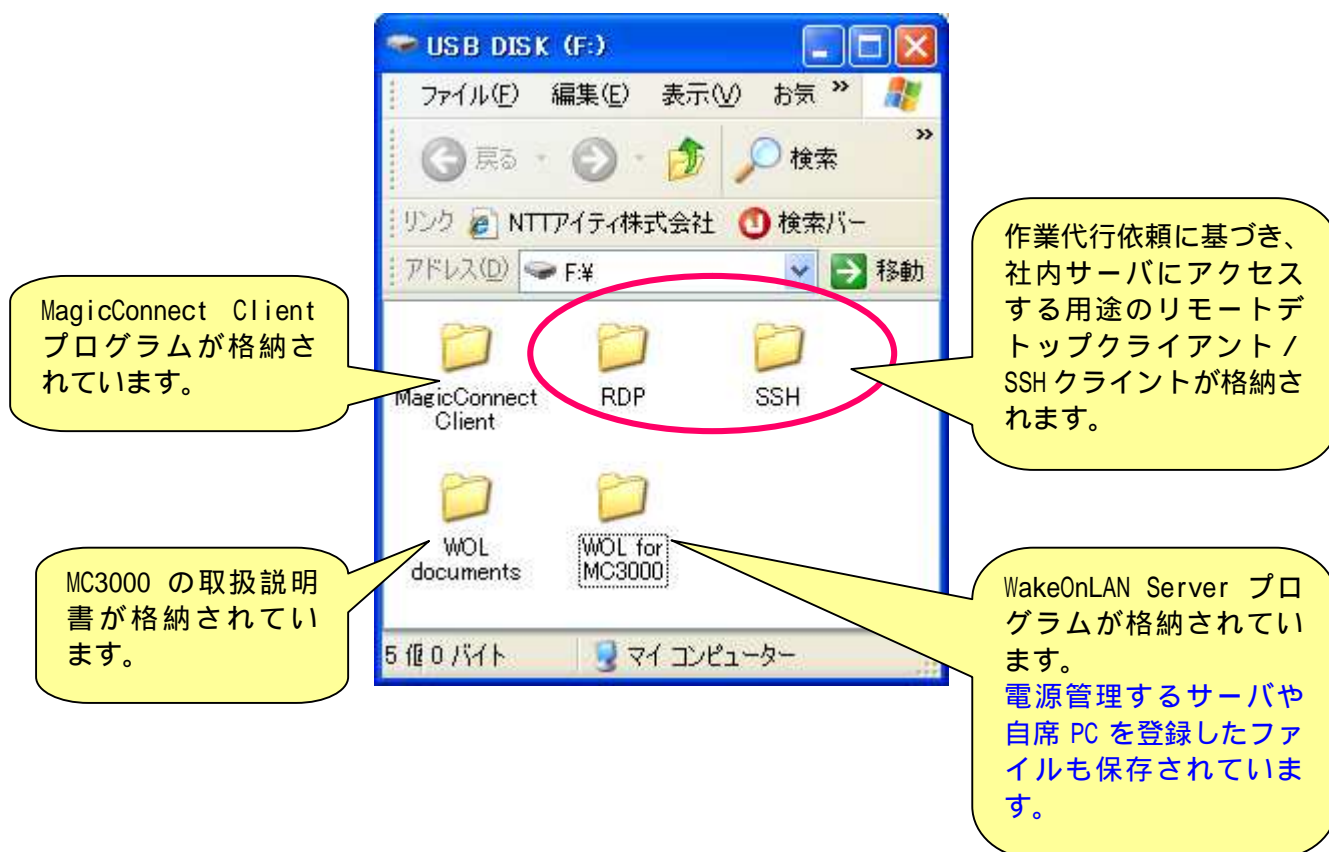 USB DISK (F:)
ファイル(F) 編集(E) 表示(V) お気 »
戻る 検索 »
リンク NTTアイティ株式会社 検索バー
アドレス(D) F:¥ 移動
MagicConnect
Client
RDP
SSH
WOL
documents
WOL for
MC3000
5 個 0 バイト マイ コンピューター
MagicConnect Client
プログラムが格納さ
れています。
作業代行依頼に基づき、
社内サーバにアクセス
する用途のリモートデ
トップクライアント/
SSHクライントが格納さ
れます。
MC3000 の取扱説明
書が格納されてい
ます。
WakeOnLAN Server プロ
グラムが格納されてい
ます。
電源管理するサーバや
自席 PC を登録したファ
イルも保存されていま
す。